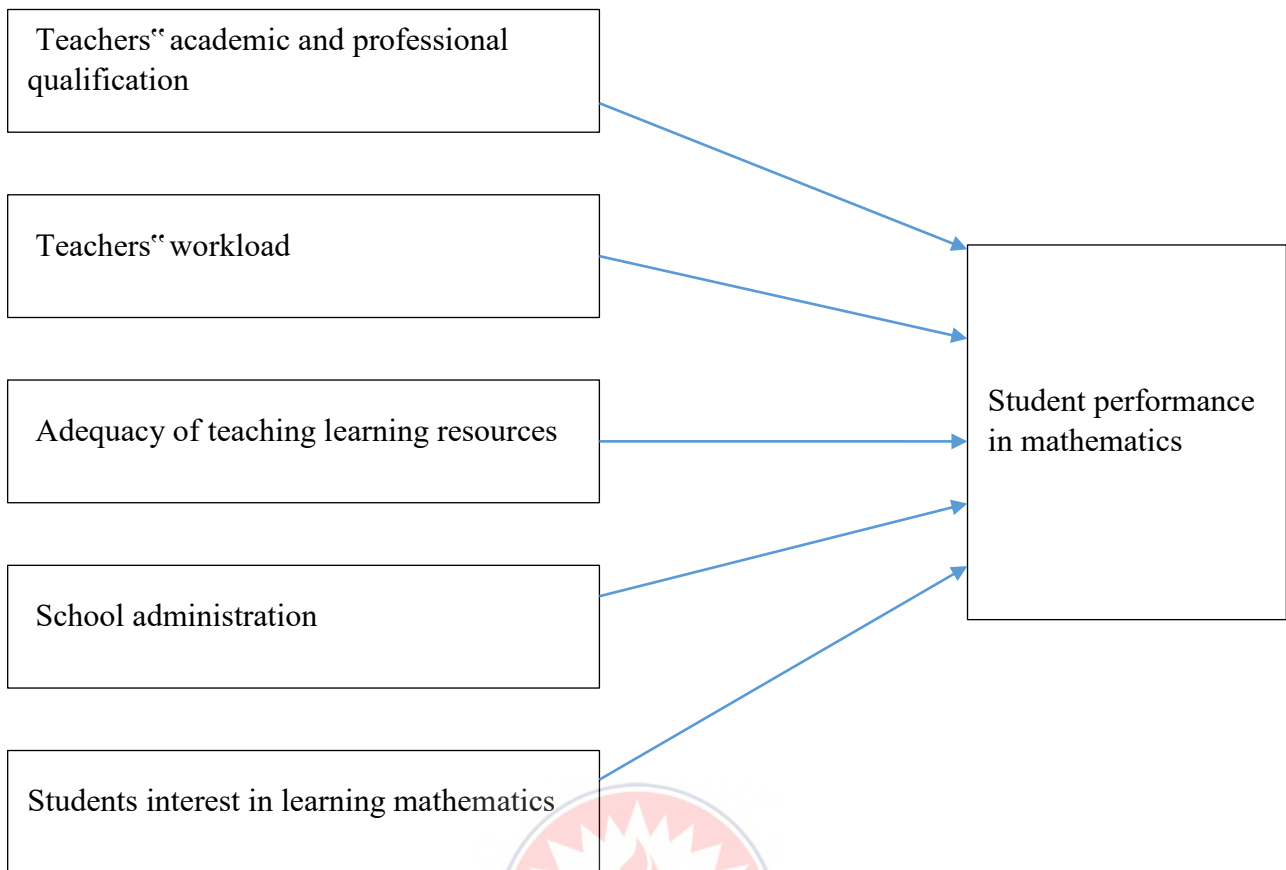 Teachers‟ academic and professional
qualification
Teachers‟ workload
Adequacy of teaching learning resources
School administration
Students interest in learning mathematics
Student performance
in mathematics